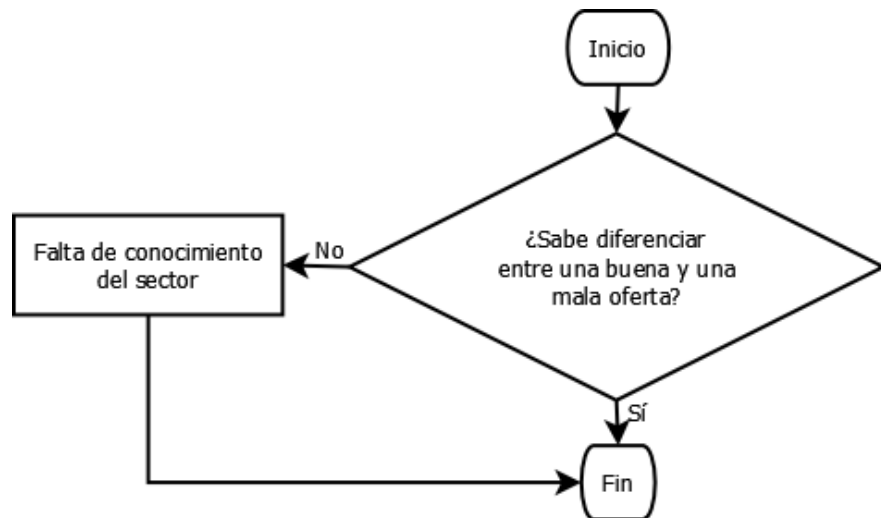 Inicio
¿Sabe diferenciar
entre una buena y una
mala oferta?
No
Falta de conocimiento
del sector
Sí
Fin